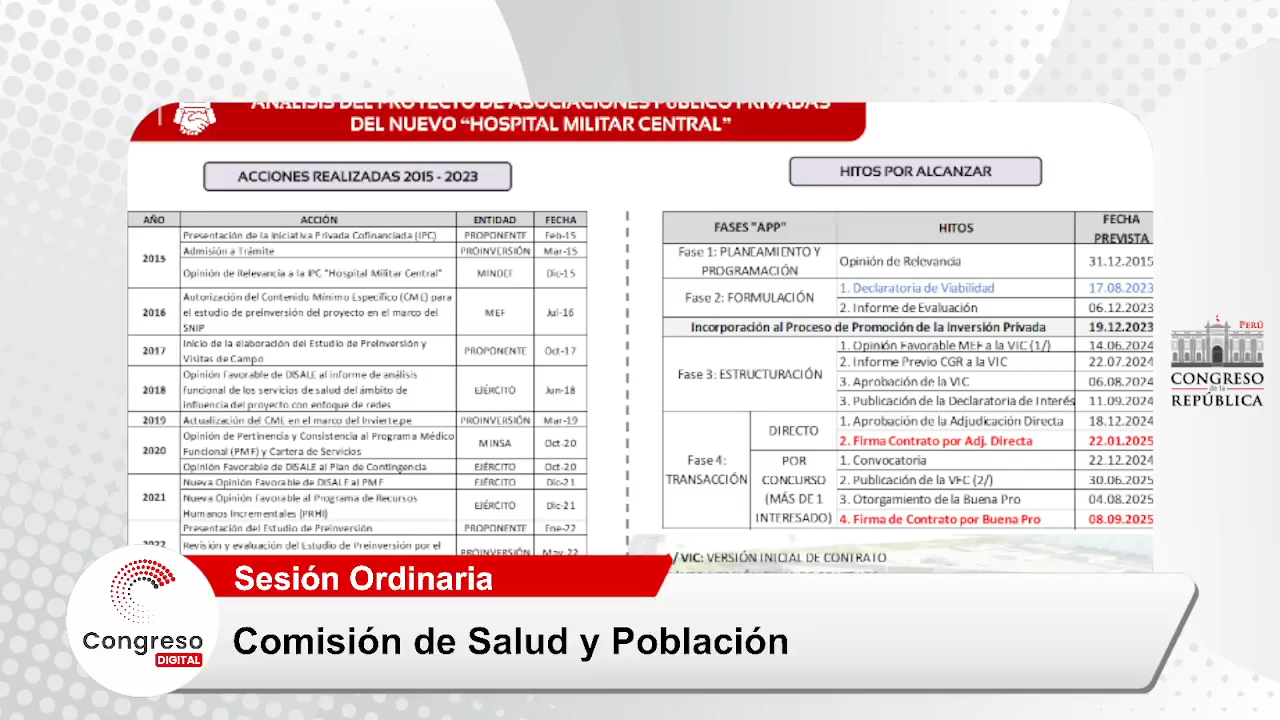 ANÁLISIS DEL PROYECTO DE ASOCIACIONES PÚBLICO PRIVADAS
DEL NUEVO “HOSPITAL MILITAR CENTRAL”
ACCIONES REALIZADAS 2015 - 2023
AÑO ACCIÓN ENTIDAD FECHA
2015
Presentación de la Iniciativa Privada Cofinanciada (IPC) PROPONENTE Feb-15
Admisión a Trámite PROINVERSIÓN Mar-15
Opinión de Relevancia a la IPC "Hospital Militar Central" MINDEF Dic-15
2016
Autorización del Contenido Mínimo Específico (CME) para
el estudio de preinversión del proyecto en el marco del
SNIP
MEF Jul-16
2017
Inicio de la elaboración del Estudio de Preinversión y
Visitas de Campo
PROPONENTE Oct-17
2018
Opinión Favorable de DISALE al informe de análisis
funcional de los servicios de salud del ámbito de
influencia del proyecto con enfoque de redes
EJÉRCITO Jun-18
2019 Actualización del CME en el marco del Invierte.pe PROINVERSIÓN Mar-19
2020
Opinión de Pertinencia y Consistencia al Programa Médico
Funcional (PMF) y Cartera de Servicios
MINSA Oct-20
Opinión Favorable de DISALE al Plan de Contingencia EJÉRCITO Oct-20
2021
Nueva Opinión Favorable de DISALE al PMF Dic-21
Nueva Opinión Favorable al Programa de Recursos
Humanos Incrementales (PRHI)
EJÉRCITO Dic-21
2022
Presentación del Estudio de Preinversión PROPONENTE Ene-22
Revisión y evaluación del Estudio de Preinversión por el
PROINVERSIÓN May-22
HITOS POR ALCANZAR
FASES "APP" HITOS FECHA
PREVISTA
Fase 1: PLANEAMIENTO Y
PROGRAMACIÓN
Opinión de Relevancia 31.12.2015
Fase 2: FORMULACIÓN
1. Declaratoria de Viabilidad 17.08.2023
2. Informe de Evaluación 06.12.2023
Incorporación al Proceso de Promoción de la Inversión Privada 19.12.2023
Fase 3: ESTRUCTURACIÓN
1. Opinión Favorable MEF a la VIC (1/) 14.06.2024
2. Informe Previo CGR a la VIC 22.07.2024
3. Aprobación de la VIC 06.08.2024
3. Publicación de la Declaratoria de Interés 11.09.2024
Fase 4:
TRANSACCIÓN
DIRECTO
1. Aprobación de la Adjudicación Directa 18.12.2024
2. Firma Contrato por Adj. Directa 22.01.2025
POR
CONCURSO
(MÁS DE 1
INTERESADO)
1. Convocatoria 22.12.2024
2. Publicación de la VFC (2/) 30.06.2025
3. Otorgamiento de la Buena Pro 04.08.2025
4. Firma de Contrato por Buena Pro 08.09.2025
/ VIC: VERSIÓN INICIAL DE CONTRATO
PERÚ
CONGRESO
de la
REPÚBLICA
Sesión Ordinaria
Comisión de Salud y Población
Congreso
DIGITAL